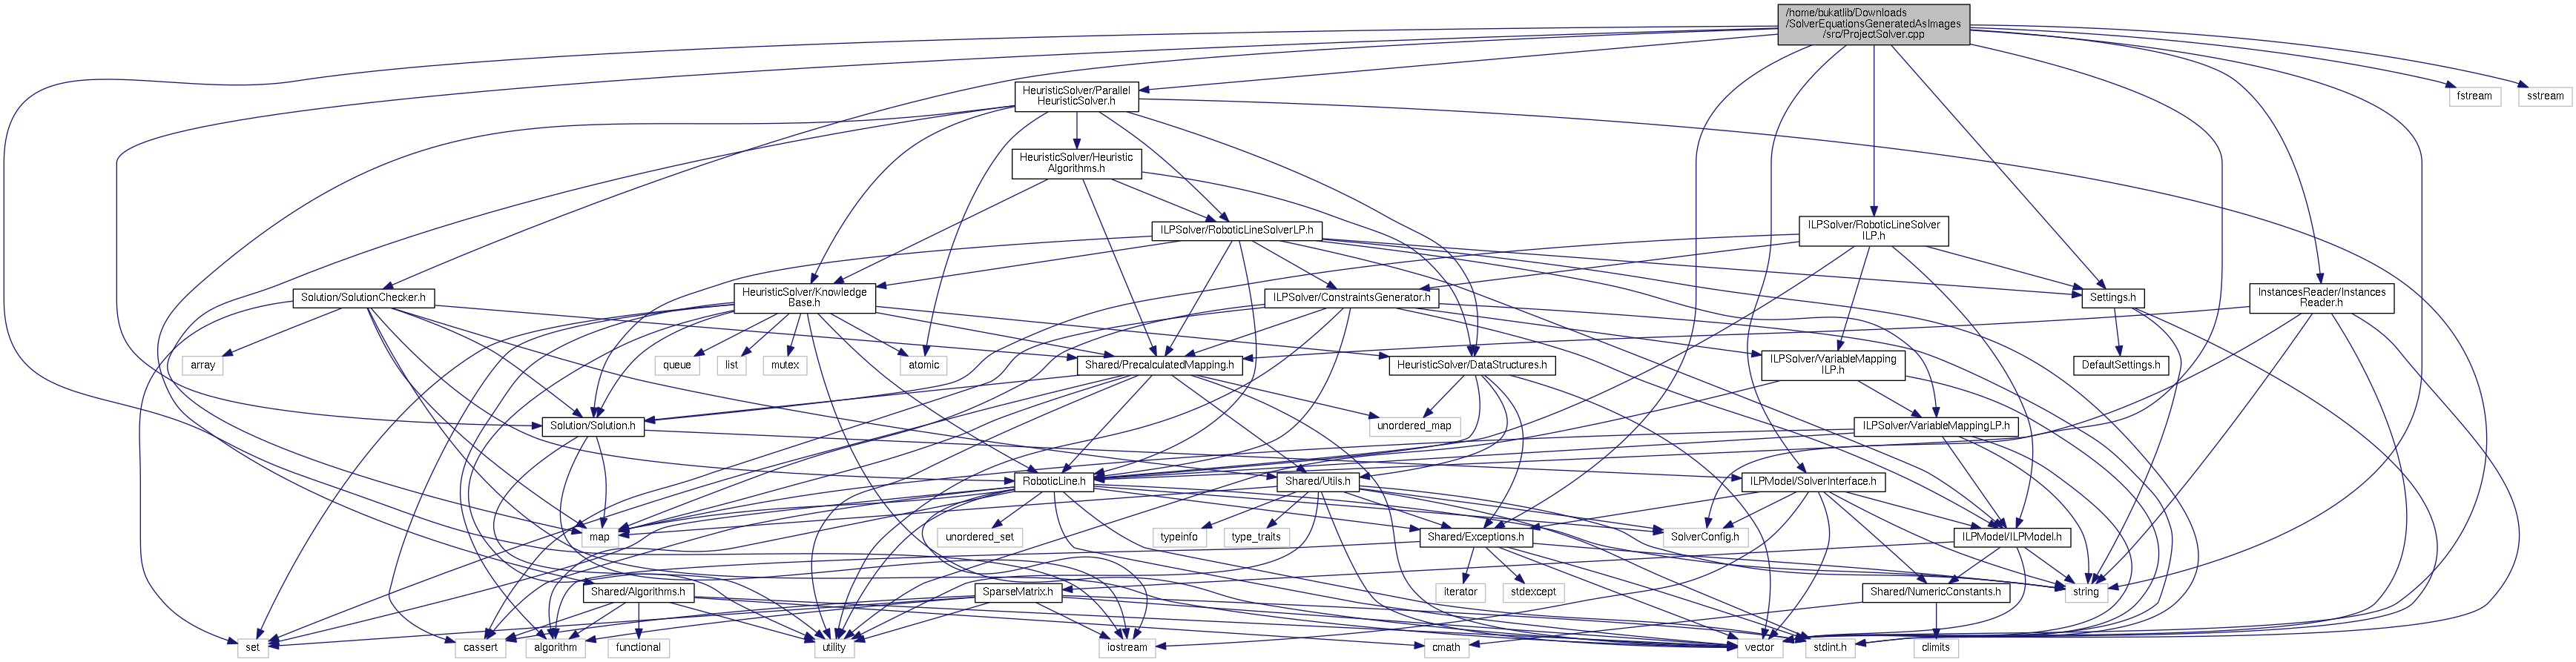 /home/bukatlib/Downloads
/SolverEquationsGeneratedAsImages
/src/ProjectSolver.cpp
HeuristicSolver/Parallel
HeuristicSolver.h
fstream
sstream
HeuristicSolver/Heuristic
Algorithms.h
ILPSolver/RoboticLineSolverLP.h
ILPSolver/RoboticLineSolver
ILP.h
Solution/SolutionChecker.h
HeuristicSolver/Knowledge
Base.h
ILPSolver/ConstraintsGenerator.h
Settings.h
InstancesReader/Instances
Reader.h
array
queue
list
mutex
atomic
Shared/PrecalculatedMapping.h
HeuristicSolver/DataStructures.h
ILPSolver/VariableMapping
ILP.h
DefaultSettings.h
Solution/Solution.h
unordered_map
ILPSolver/VariableMappingLP.h
RoboticLine.h
Shared/Utils.h
ILPModel/SolverInterface.h
map
unordered_set
typeinfo
type_traits
Shared/Exceptions.h
SolverConfig.h
ILPModel/ILPModel.h
Shared/Algorithms.h
SparseMatrix.h
iterator
stdexcept
Shared/NumericConstants.h
string
set
cassert
algorithm
functional
utility
iostream
cmath
vector
stdint.h
climits